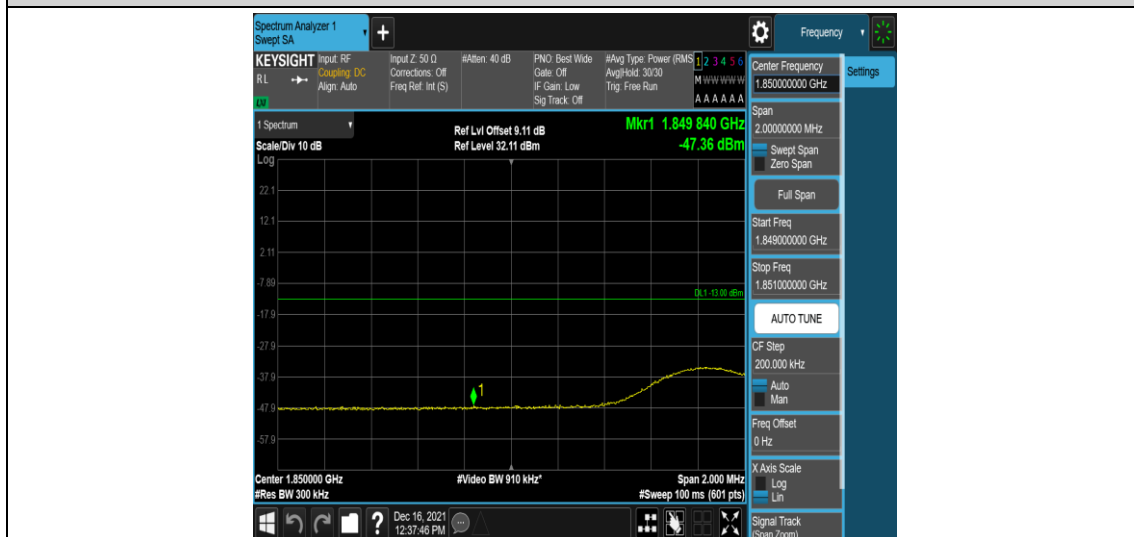 Spectrum Analyzer 1
Swept SA
+
Frequency
KEYSIGHT
RL
LXI
Input: RF
Coupling: DC
Align: Auto
Input Z: 50 Ω
Corrections: Off
Freq Ref: Int (S)
#Atten: 40 dB
PNO: Best Wide
Gate: Off
IF Gain: Low
Sig Track: Off
#Avg Type: Power (RMS
Avg|Hold: 30/30
Trig: Free Run
1 2 3 4 5 6
M W W W W W
A A A A A A
1 Spectrum
Scale/Div 10 dB
Log
Ref Lvl Offset 9.11 dB
Ref Level 32.11 dBm
Mkr1 1.849 840 GHz
-47.36 dBm
22.1
12.1
2.11
-7.89
DL1 -13.00 dBm
-17.9
-27.9
-37.9
1
-47.9
-57.9
Center 1.850000 GHz
#Res BW 300 kHz
#Video BW 910 kHz*
Span 2.000 MHz
#Sweep 100 ms (601 pts)
?
Dec 16, 2021
12:37:46 PM
Center Frequency
1.850000000 GHz
Settings
Span
2.00000000 MHz
Swept Span
Zero Span
Full Span
Start Freq
1.849000000 GHz
Stop Freq
1.851000000 GHz
AUTO TUNE
CF Step
200.000 kHz
Auto
Man
Freq Offset
0 Hz
X Axis Scale
Log
Lin
Signal Track
(Span Zoom)